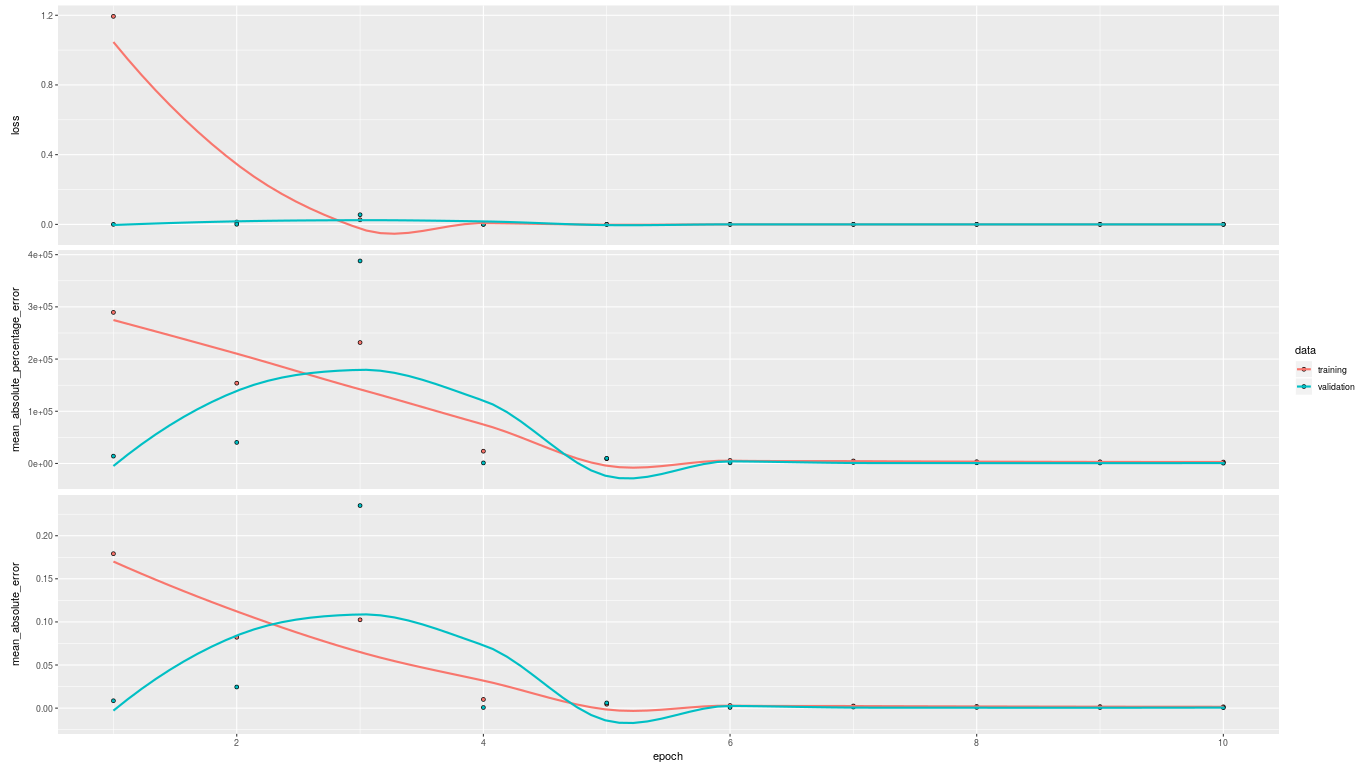 loss
1.2
0.8
0.4
0.0
mean_absolute_percentage_error
4e+05
3e+05
2e+05
1e+05
0e+00
mean_absolute_error
0.20
0.15
0.10
0.05
0.00
2
4
6
8
10
epoch
data
training
validation